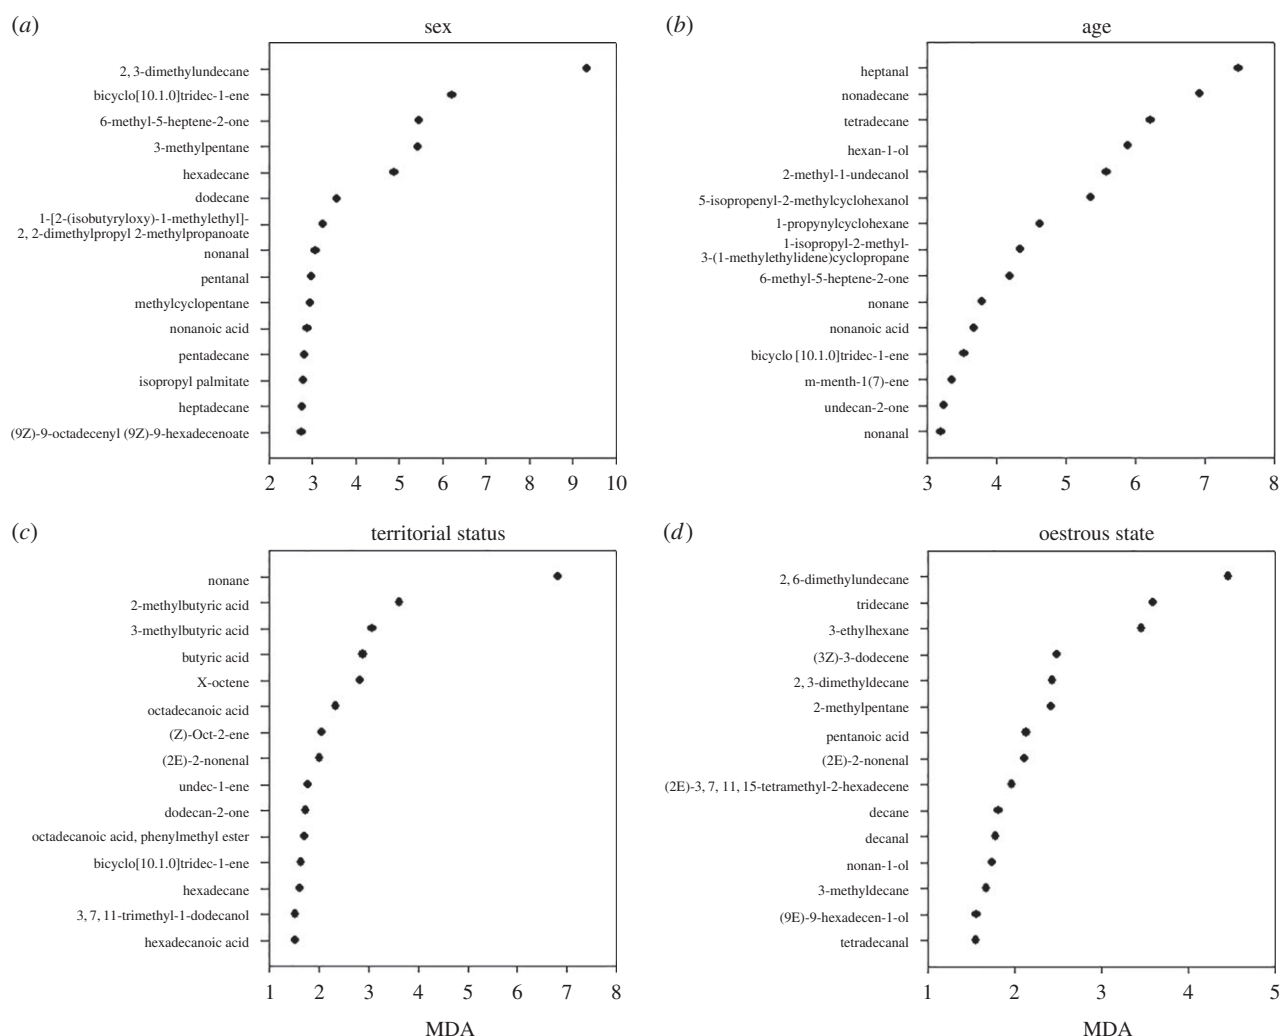 (a)
sex
2, 3-dimethylundecane
bicyclo[10.1.0]tridec-1-ene
6-methyl-5-heptene-2-one
3-methylpentane
hexadecane
dodecane
1-[2-(isobutyryloxy)-1-methylethyl]-
2, 2-dimethylpropyl 2-methylpropanoate
nonanal
pentanal
methylcyclopentane
nonanoic acid
pentadecane
isopropyl palmitate
heptadecane
(9Z)-9-octadecenyl (9Z)-9-hexadecenoate
2 3 4 5 6 7 8 9 10
(b)
age
heptanal
nonadecane
tetradecane
hexan-1-ol
2-methyl-1-undecanol
5-isopropenyl-2-methylcyclohexanol
1-propynylcyclohexane
1-isopropyl-2-methyl-
3-(1-methylethylidene)cyclopropane
6-methyl-5-heptene-2-one
nonane
nonanoic acid
bicyclo [10.1.0]tridec-1-ene
m-menth-1(7)-ene
undecan-2-one
nonanal
3 4 5 6 7 8
(c)
territorial status
nonane
2-methylbutyric acid
3-methylbutyric acid
butyric acid
X-octene
octadecanoic acid
(Z)-Oct-2-ene
(2E)-2-nonenal
undec-1-ene
dodecan-2-one
octadecanoic acid, phenylmethyl ester
bicyclo[10.1.0]tridec-1-ene
hexadecane
3, 7, 11-trimethyl-1-dodecanol
hexadecanoic acid
1 2 3 4 5 6 7 8
MDA
(d)
oestrous state
2, 6-dimethylundecane
tridecane
3-ethylhexane
(3Z)-3-dodecene
2, 3-dimethyldecane
2-methylpentane
pentanoic acid
(2E)-2-nonenal
(2E)-3, 7, 11, 15-tetramethyl-2-hexadecene
decane
decanal
nonan-1-ol
3-methyldecane
(9E)-9-hexadecen-1-ol
tetradecanal
1 2 3 4 5
MDA